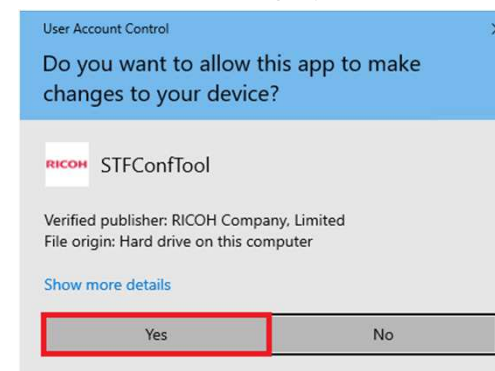 User Account Control
Do you want to allow this app to make
changes to your device?
RICOH STFConfTool
Verified publisher: RICOH Company, Limited
File origin: Hard drive on this computer
Show more details
Yes No